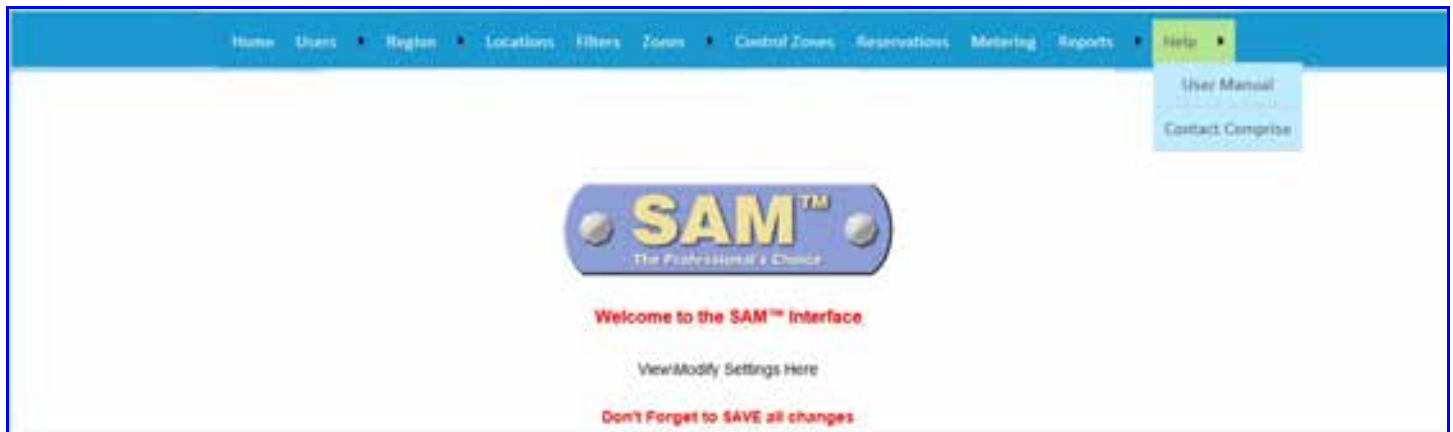 Home Users Region Locations Filters Zones Control Zones Reservations Metering Reports Help
User Manual
Contact Comprise
SAM™
The Professional's Choice
Welcome to the SAM™ Interface
View\Modify Settings Here
Don't Forget to SAVE all changes